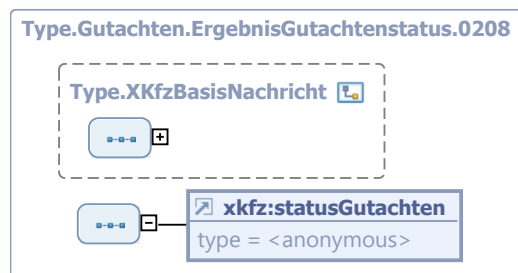 Type.Gutachten.ErgebnisGutachtenstatus.0208
Type.XKfzBasisNachricht
xkfz:statusGutachten
type = <anonymous>